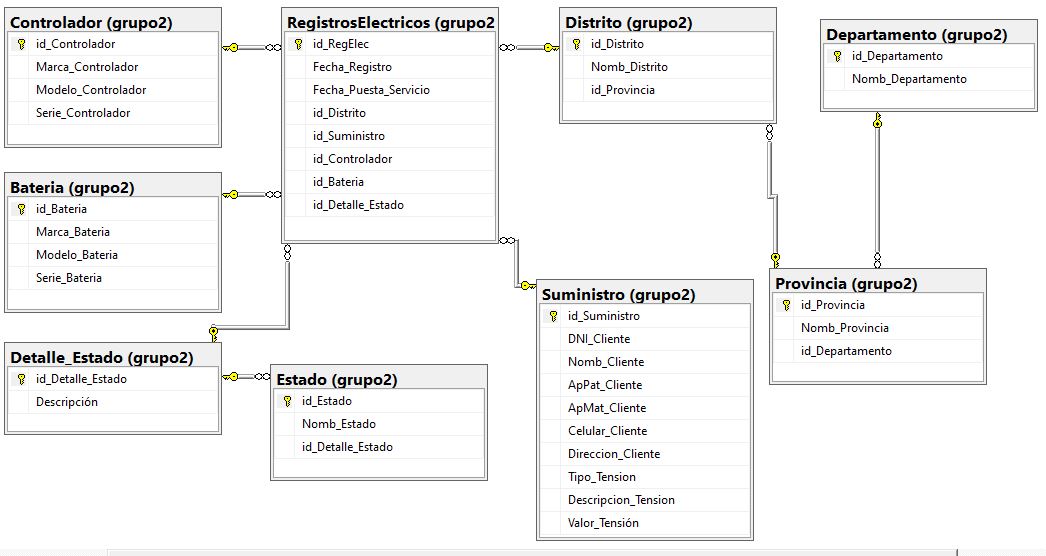 Controlador (grupo2)
id_Controlador
Marca_Controlador
Modelo_Controlador
Serie_Controlador
RegistrosElectricos (grupo2
id_RegElec
Fecha_Registro
Fecha_Puesta_Servicio
id_Distrito
id_Suministro
id_Controlador
id_Bateria
id_Detalle_Estado
Distrito (grupo2)
id_Distrito
Nomb_Distrito
id_Provincia
Departamento (grupo2)
id_Departamento
Nomb_Departamento
Bateria (grupo2)
id_Bateria
Marca_Bateria
Modelo_Bateria
Serie_Bateria
Detalle_Estado (grupo2)
id_Detalle_Estado
Descripción
Estado (grupo2)
id_Estado
Nomb_Estado
id_Detalle_Estado
Suministro (grupo2)
id_Suministro
DNI_Cliente
Nomb_Cliente
ApPat_Cliente
ApMat_Cliente
Celular_Cliente
Direccion_Cliente
Tipo_Tension
Descripcion_Tension
Valor_Tensión
Provincia (grupo2)
id_Provincia
Nomb_Provincia
id_Departamento